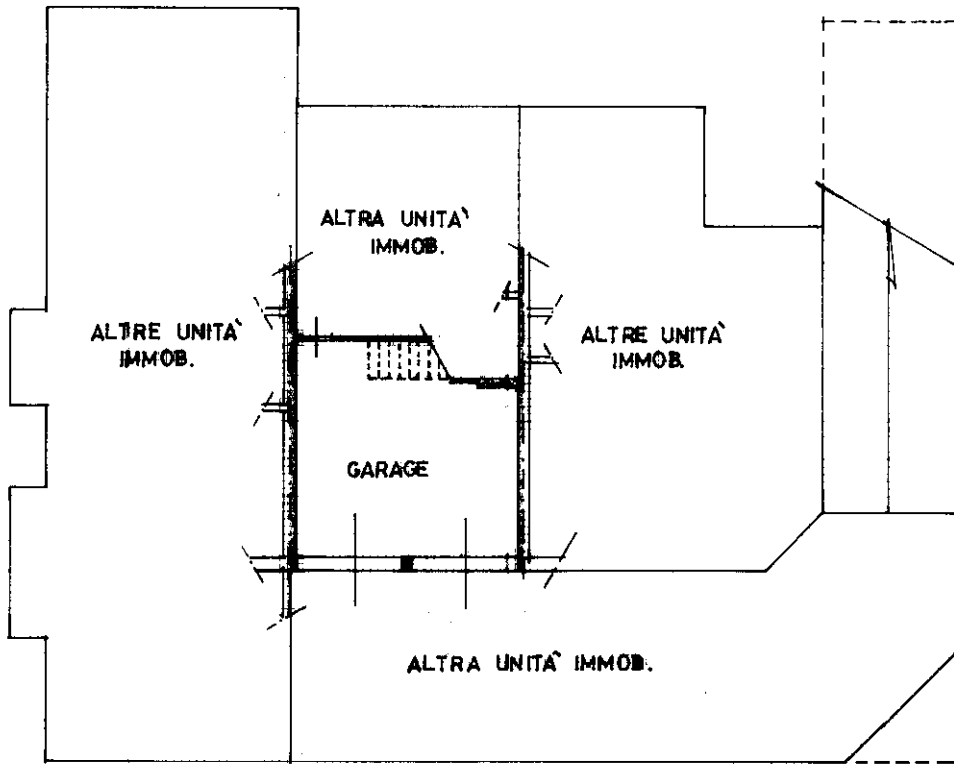 ALTRA UNITA`
IMMOB.
ALTRE UNITA`
IMMOB.
ALTRE UNITA`
IMMOB.
GARAGE
ALTRA UNITA` IMMOB.